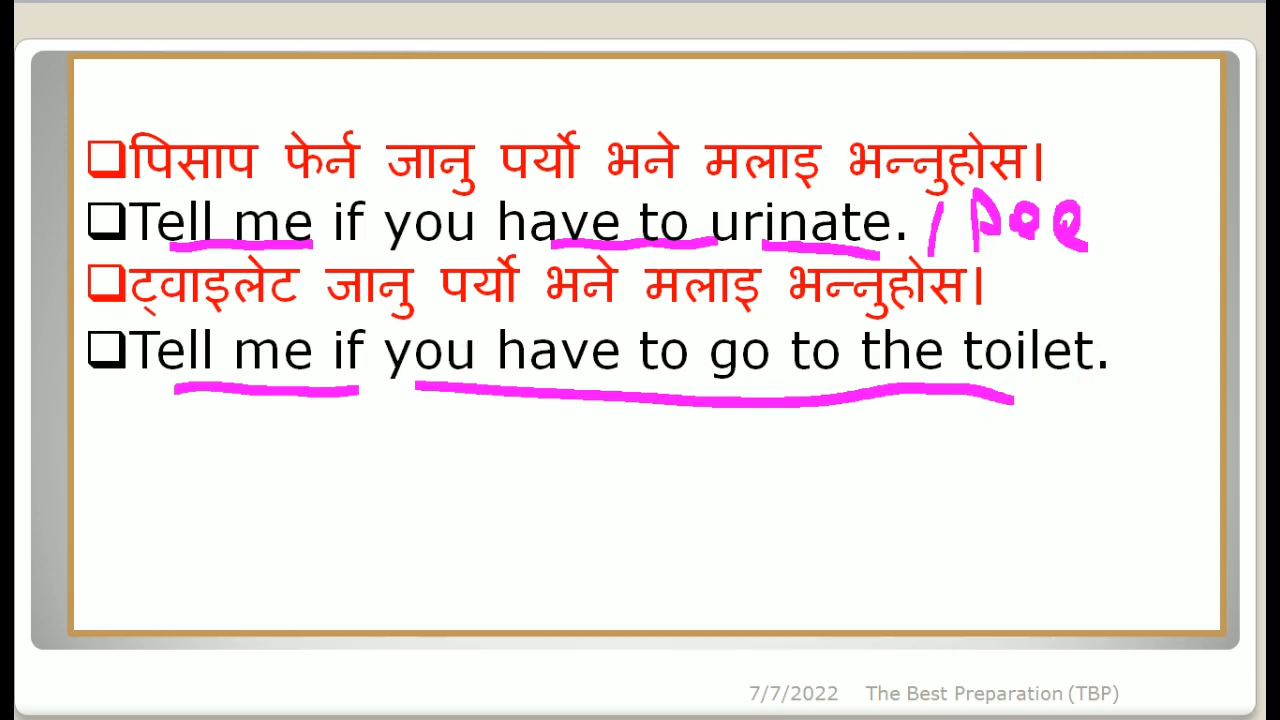 ❑पिसाप फेर्न जानु पर्यो भने मलाइ भन्नुहोस।
❑Tell me if you have to urinate. / poe
❑ट्वाइलेट जानु पर्यो भने मलाइ भन्नुहोस।
❑Tell me if you have to go to the toilet.
7/7/2022 The Best Preparation (TBP)